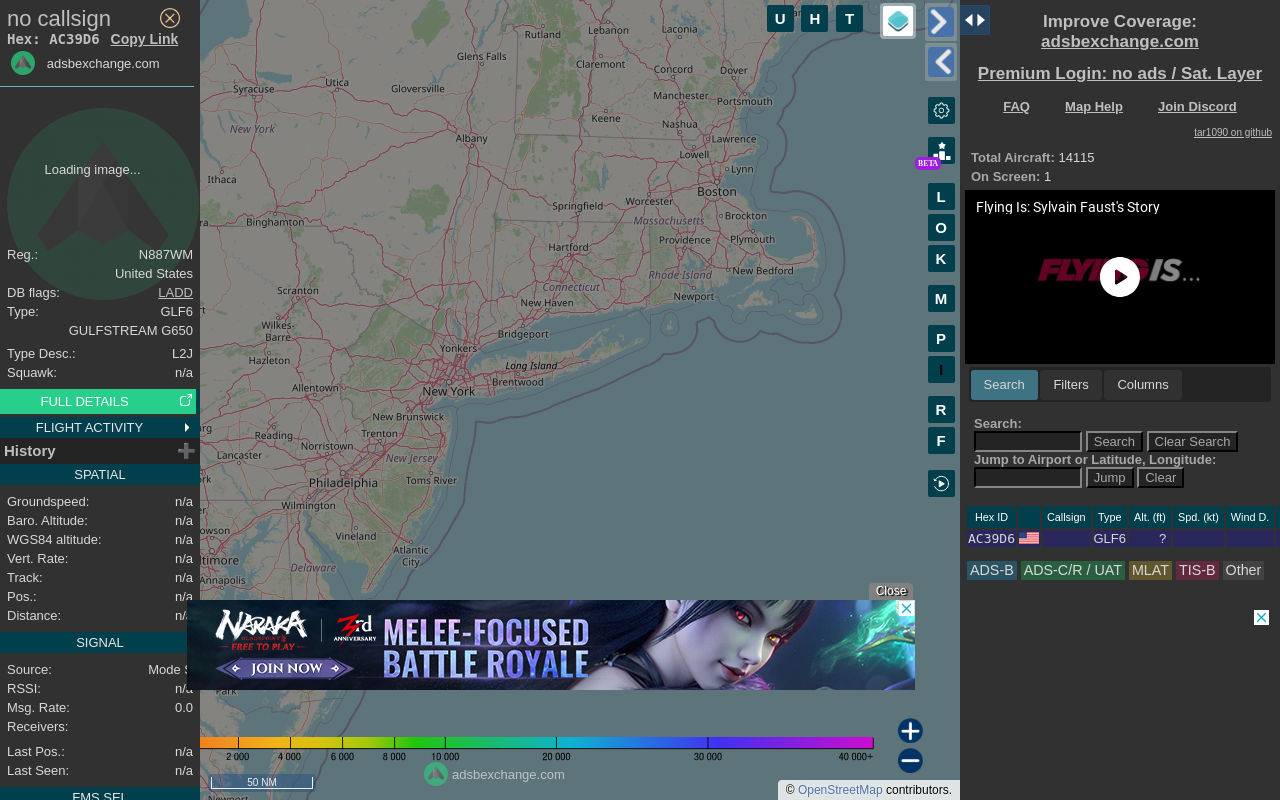 no callsign
Hex: AC39D6 Copy Link
adsbexchange.com
Loading image...
Reg.: N887WM
United States
DB flags: LADD
Type: GLF6
GULFSTREAM G650
Type Desc.: L2J
Squawk: n/a
FULL DETAILS
FLIGHT ACTIVITY
History
SPATIAL
Groundspeed: n/a
Baro. Altitude: n/a
WGS84 altitude: n/a
Vert. Rate: n/a
Track: n/a
Pos.: n/a
Distance:
SIGNAL
Source: Mode S
RSSI: n/a
Msg. Rate: 0.0
Receivers:
Last Pos.: n/a
Last Seen: n/a
FMS SEL
U H T
BETA
L
O
K
M
P
I
R
F
Rutland
Lebanon
Laconia
Glens Falls
Claremont
Concord
Dover
Utica
Syracuse
Gloversville
Manchester
Portsmouth
Keene
Nashua
New York
Albany
Lawrence
Lowell
Lynn
Ithaca
Boston
Worcester
Springfield
Binghamton
Massachusetts
Brockton
Hartford
Providence
Plymouth
Rhode Island
New Bedford
Connecticut
Scranton
New Haven
Newport
Wilkes-
Barre
Bridgeport
Hazleton
Yonkers
Long Island
Allentown
Brentwood
New York
New Brunswick
Reading
Trenton
Norristown
Lancaster
New Jersey
Philadelphia
Toms River
Wilmington
Vineland
Atlantic
City
Delaware
Annapolis
Park
Close
NARAKA
BLADEPOINT
FREE TO PLAY
3rd
ANNIVERSARY
JOIN NOW
MELEE-FOCUSED
BATTLE ROYALE
2 000 4 000 6 000 8 000 10 000 20 000 30 000 40 000+
50 NM
adsbexchange.com
© OpenStreetMap contributors.
Improve Coverage:
adsbexchange.com
Premium Login: no ads / Sat. Layer
FAQ Map Help Join Discord
tar1090 on github
Total Aircraft: 14115
On Screen: 1
Flying Is: Sylvain Faust's Story
FLYING IS...
Search Filters Columns
Search:
Search Clear Search
Jump to Airport or Latitude, Longitude:
Jump Clear
Hex ID Callsign Type Alt. (ft) Spd. (kt) Wind D.
AC39D6 GLF6 ?
ADS-B ADS-C/R / UAT MLAT TIS-B Other